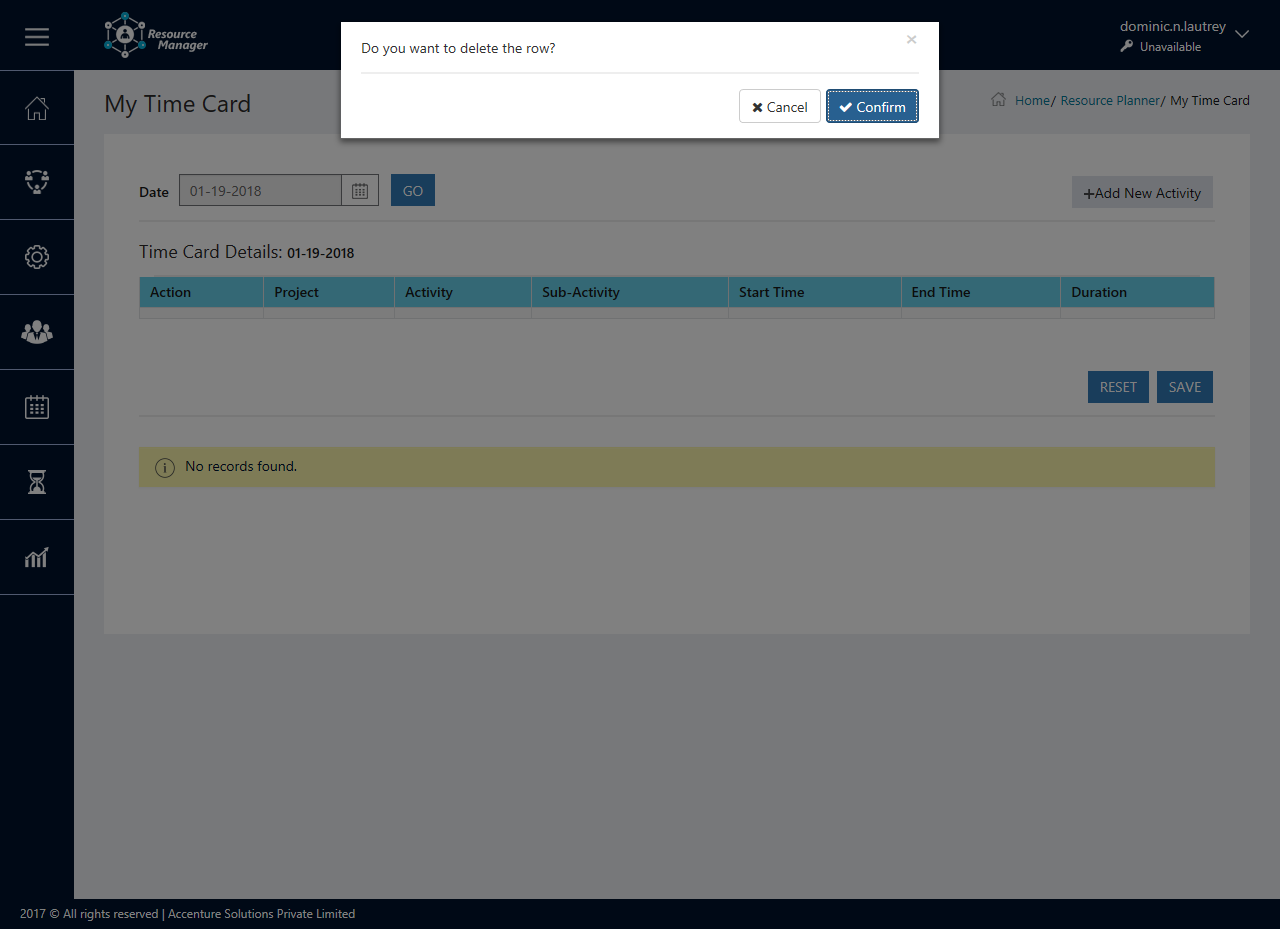 Resource
Manager
Do you want to delete the row?
×
Cancel
Confirm
dominic.n.lautrey
Unavailable
My Time Card
Home/ Resource Planner/ My Time Card
Date
01-19-2018
GO
+Add New Activity
Time Card Details: 01-19-2018
Action Project Activity Sub-Activity Start Time End Time Duration
RESET
SAVE
No records found.
2017 © All rights reserved | Accenture Solutions Private Limited